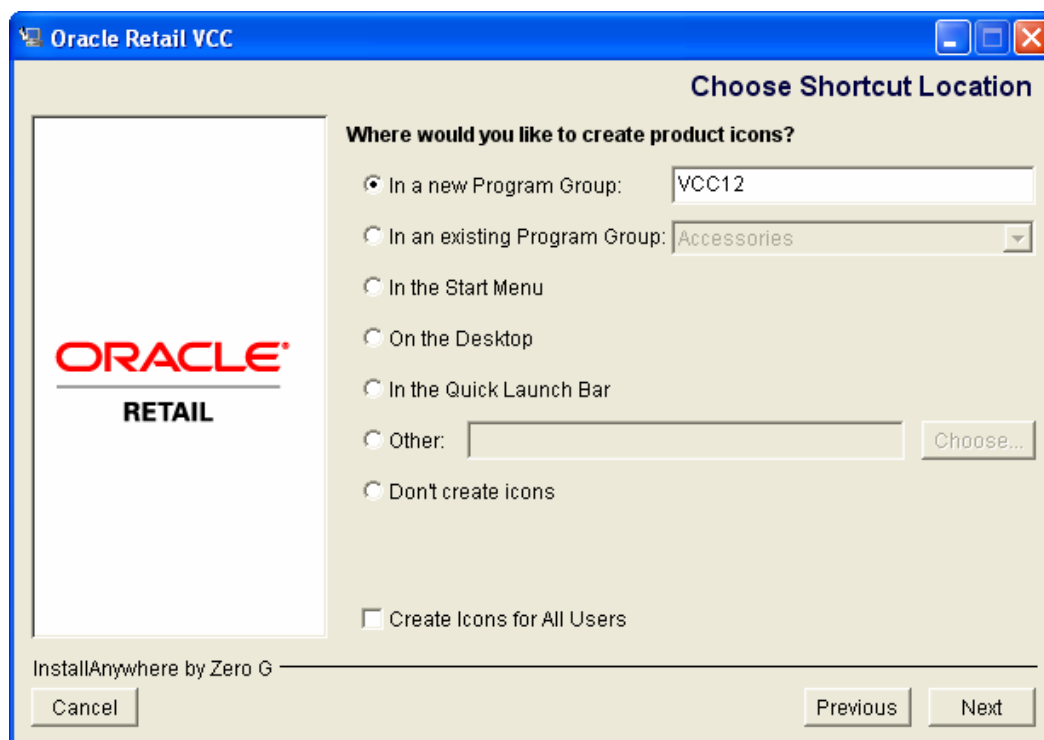 Oracle Retail VCC
Choose Shortcut Location
Where would you like to create product icons?
In a new Program Group: VCC12
In an existing Program Group: Accessories
In the Start Menu
On the Desktop
In the Quick Launch Bar
Other: Choose...
Don't create icons
Create Icons for All Users
ORACLE
RETAIL
InstallAnywhere by Zero G
Cancel Previous Next